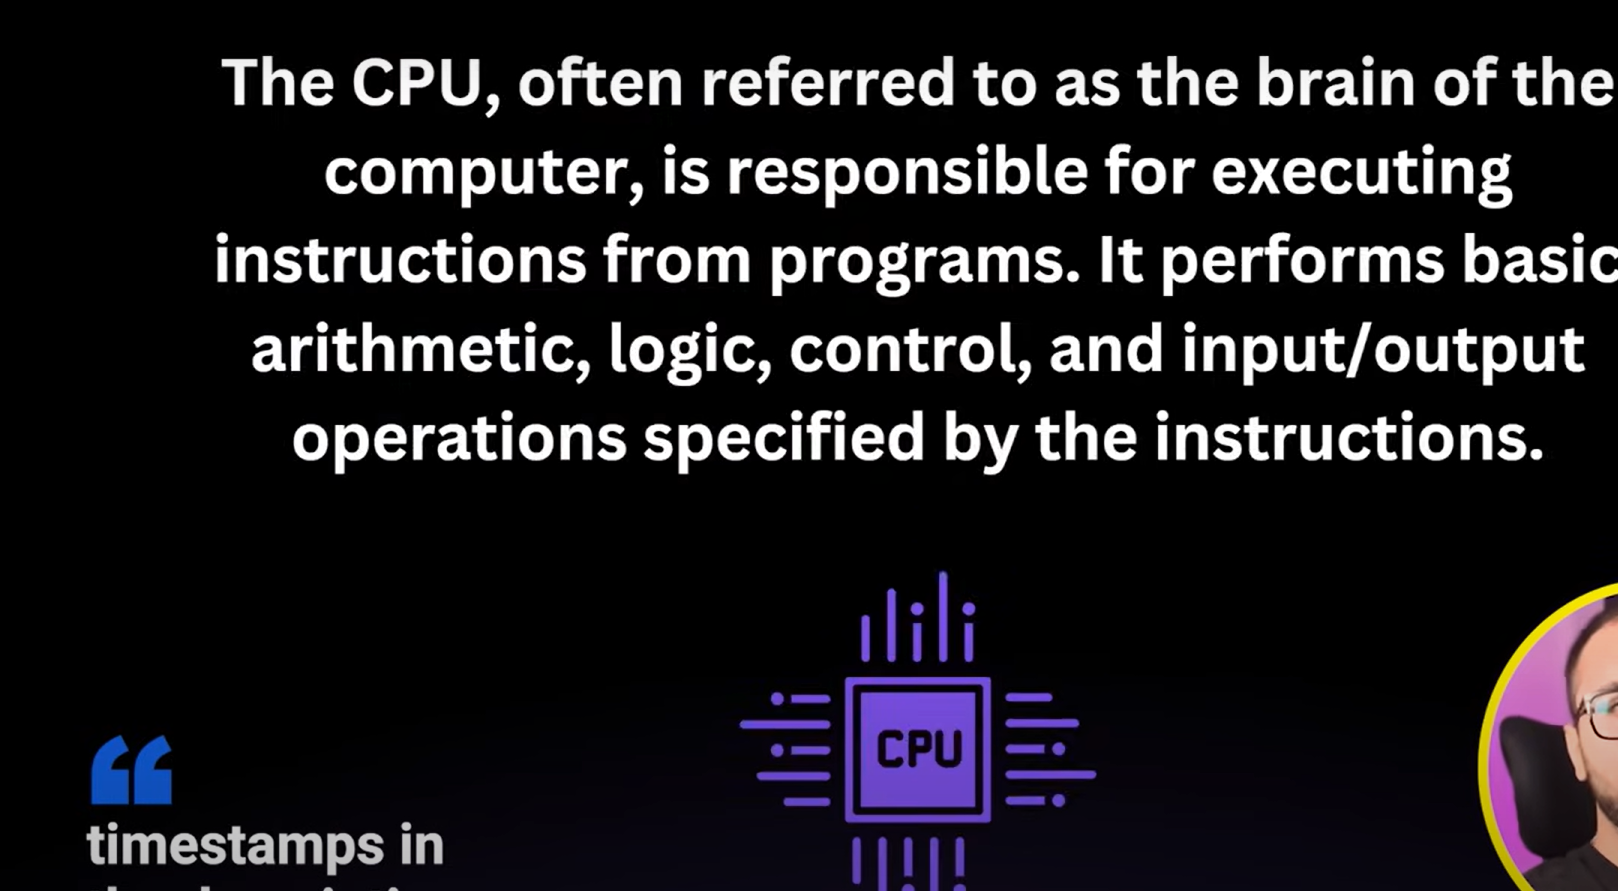 The CPU, often referred to as the brain of the
computer, is responsible for executing
instructions from programs. It performs basic
arithmetic, logic, control, and input/output
operations specified by the instructions.
CPU
timestamps in